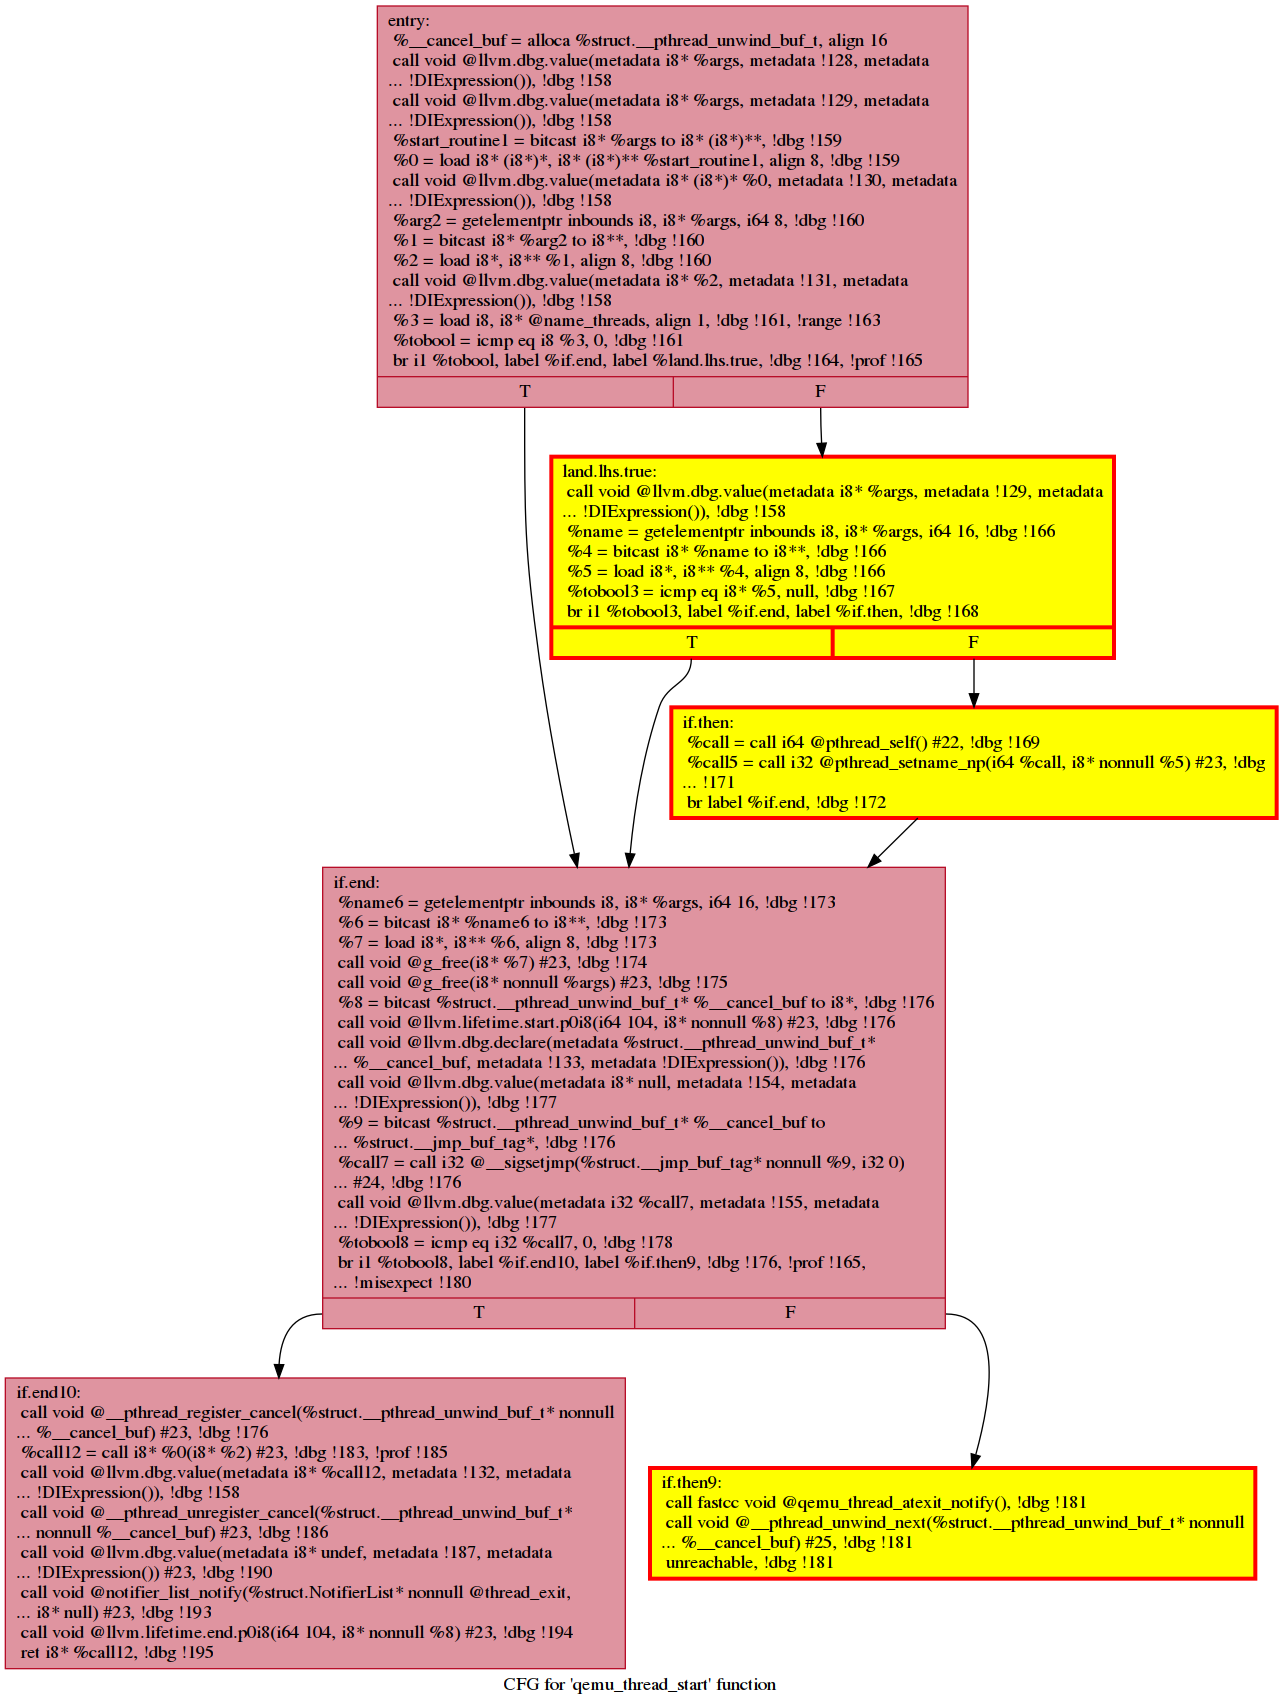 entry:
%__cancel_buf = alloca %struct.__pthread_unwind_buf_t, align 16
call void @llvm.dbg.value(metadata i8* %args, metadata !128, metadata
... !DIExpression()), !dbg !158
call void @llvm.dbg.value(metadata i8* %args, metadata !129, metadata
... !DIExpression()), !dbg !158
%start_routine1 = bitcast i8* %args to i8* (i8*)**, !dbg !159
%0 = load i8* (i8*)*, i8* (i8*)** %start_routine1, align 8, !dbg !159
call void @llvm.dbg.value(metadata i8* (i8*)* %0, metadata !130, metadata
... !DIExpression()), !dbg !158
%arg2 = getelementptr inbounds i8, i8* %args, i64 8, !dbg !160
%1 = bitcast i8* %arg2 to i8**, !dbg !160
%2 = load i8*, i8** %1, align 8, !dbg !160
call void @llvm.dbg.value(metadata i8* %2, metadata !131, metadata
... !DIExpression()), !dbg !158
%3 = load i8, i8* @name_threads, align 1, !dbg !161, !range !163
%tobool = icmp eq i8 %3, 0, !dbg !161
br i1 %tobool, label %if.end, label %land.lhs.true, !dbg !164, !prof !165
T F
land.lhs.true:
call void @llvm.dbg.value(metadata i8* %args, metadata !129, metadata
... !DIExpression()), !dbg !158
%name = getelementptr inbounds i8, i8* %args, i64 16, !dbg !166
%4 = bitcast i8* %name to i8**, !dbg !166
%5 = load i8*, i8** %4, align 8, !dbg !166
%tobool3 = icmp eq i8* %5, null, !dbg !167
br i1 %tobool3, label %if.end, label %if.then, !dbg !168
T F
if.then:
%call = call i64 @pthread_self() #22, !dbg !169
%call5 = call i32 @pthread_setname_np(i64 %call, i8* nonnull %5) #23, !dbg
... !171
br label %if.end, !dbg !172
if.end:
%name6 = getelementptr inbounds i8, i8* %args, i64 16, !dbg !173
%6 = bitcast i8* %name6 to i8**, !dbg !173
%7 = load i8*, i8** %6, align 8, !dbg !173
call void @g_free(i8* %7) #23, !dbg !174
call void @g_free(i8* nonnull %args) #23, !dbg !175
%8 = bitcast %struct.__pthread_unwind_buf_t* %__cancel_buf to i8*, !dbg !176
call void @llvm.lifetime.start.p0i8(i64 104, i8* nonnull %8) #23, !dbg !176
call void @llvm.dbg.declare(metadata %struct.__pthread_unwind_buf_t*
... %__cancel_buf, metadata !133, metadata !DIExpression()), !dbg !176
call void @llvm.dbg.value(metadata i8* null, metadata !154, metadata
... !DIExpression()), !dbg !177
%9 = bitcast %struct.__pthread_unwind_buf_t* %__cancel_buf to
... %struct.__jmp_buf_tag*, !dbg !176
%call7 = call i32 @__sigsetjmp(%struct.__jmp_buf_tag* nonnull %9, i32 0)
... #24, !dbg !176
call void @llvm.dbg.value(metadata i32 %call7, metadata !155, metadata
... !DIExpression()), !dbg !177
%tobool8 = icmp eq i32 %call7, 0, !dbg !178
br i1 %tobool8, label %if.end10, label %if.then9, !dbg !176, !prof !165,
... !misexpect !180
T F
if.end10:
call void @__pthread_register_cancel(%struct.__pthread_unwind_buf_t* nonnull
... %__cancel_buf) #23, !dbg !176
%call12 = call i8* %0(i8* %2) #23, !dbg !183, !prof !185
call void @llvm.dbg.value(metadata i8* %call12, metadata !132, metadata
... !DIExpression()), !dbg !158
call void @__pthread_unregister_cancel(%struct.__pthread_unwind_buf_t*
... nonnull %__cancel_buf) #23, !dbg !186
call void @llvm.dbg.value(metadata i8* undef, metadata !187, metadata
... !DIExpression()) #23, !dbg !190
call void @notifier_list_notify(%struct.NotifierList* nonnull @thread_exit,
... i8* null) #23, !dbg !193
call void @llvm.lifetime.end.p0i8(i64 104, i8* nonnull %8) #23, !dbg !194
ret i8* %call12, !dbg !195
if.then9:
call fastcc void @qemu_thread_atexit_notify(), !dbg !181
call void @__pthread_unwind_next(%struct.__pthread_unwind_buf_t* nonnull
... %__cancel_buf) #25, !dbg !181
unreachable, !dbg !181
CFG for 'qemu_thread_start' function